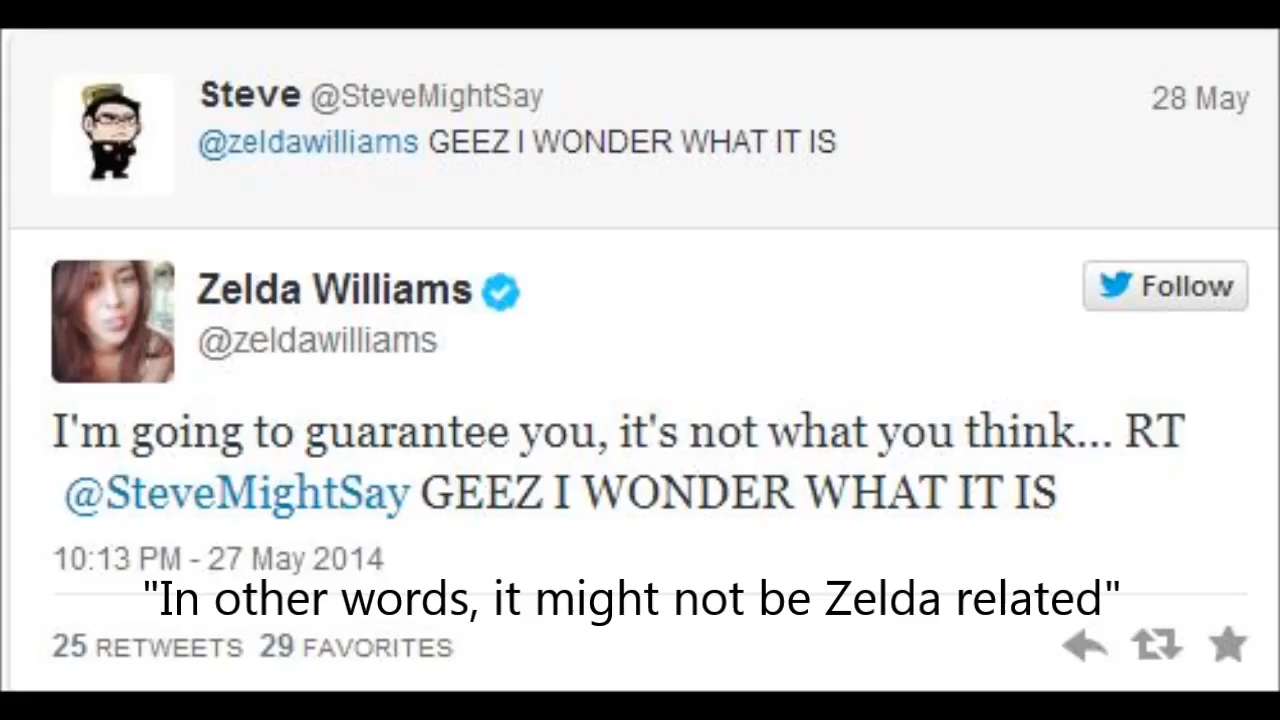 Steve @SteveMightSay 28 May
@zeldawilliams GEEZ I WONDER WHAT IT IS
Zelda Williams
Follow
@zeldawilliams
I'm going to guarantee you, it's not what you think... RT
@SteveMightSay GEEZ I WONDER WHAT IT IS
10:13 PM - 27 May 2014
"In other words, it might not be Zelda related"
25 RETWEETS 29 FAVORITES